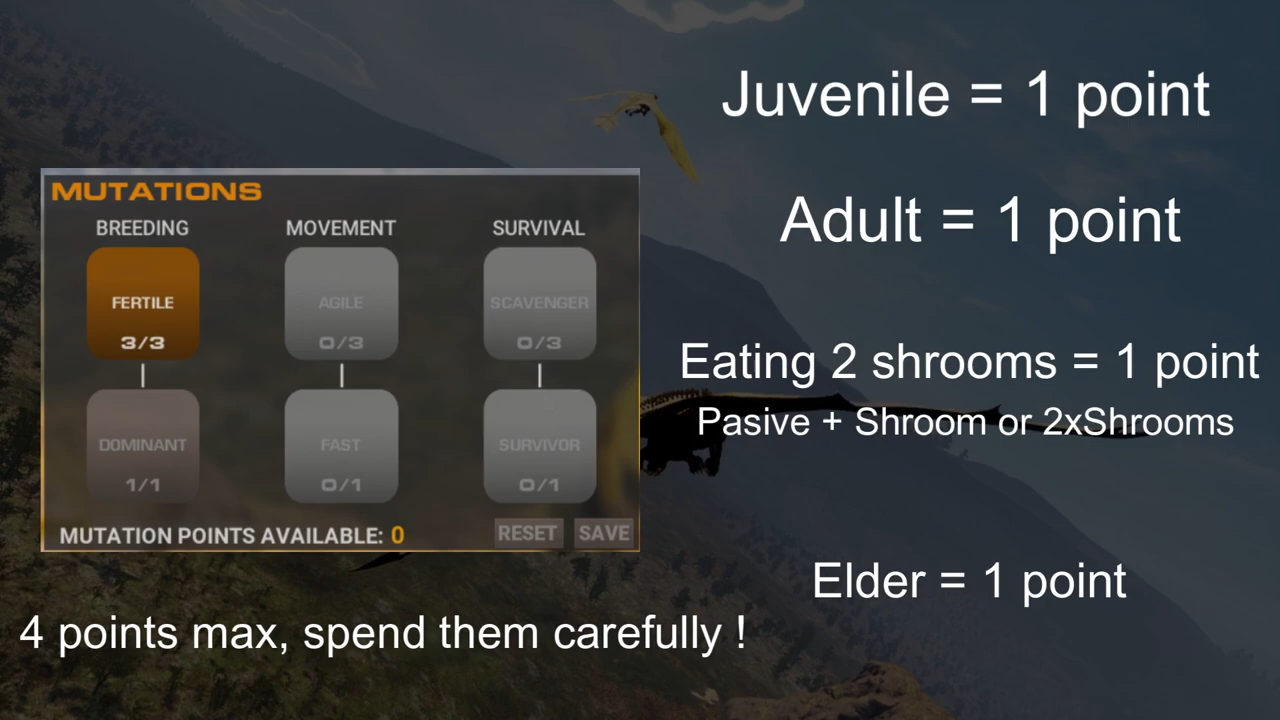 Juvenile = 1 point
Adult = 1 point
Eating 2 shrooms = 1 point
Pasive + Shroom or 2xShrooms
Elder = 1 point
MUTATIONS
BREEDING MOVEMENT SURVIVAL
FERTILE AGILE SCAVENGER
3/3 0/3 0/3
DOMINANT FAST SURVIVOR
1/1 0/1 0/1
MUTATION POINTS AVAILABLE: 0 RESET SAVE
4 points max, spend them carefully !